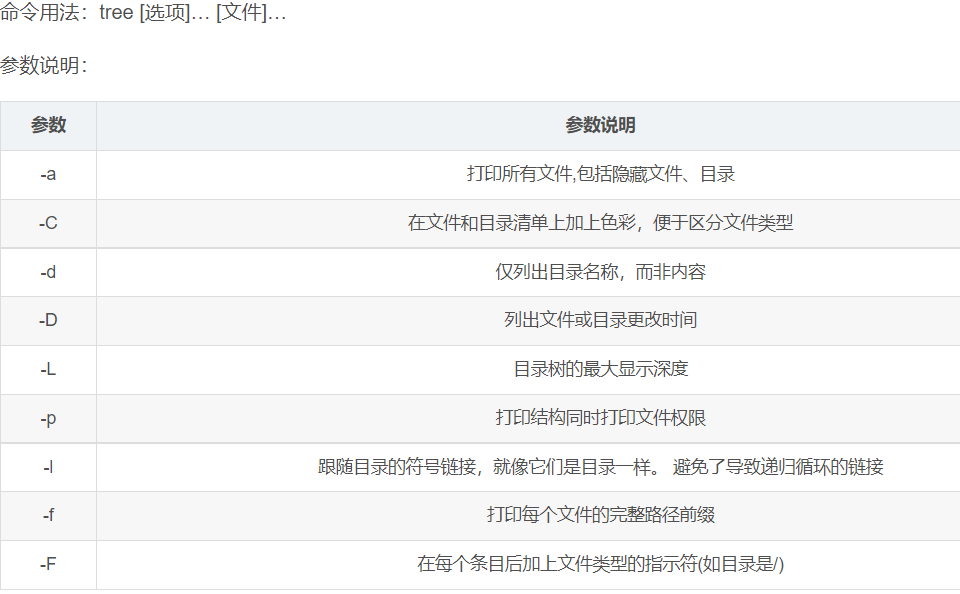 命令用法：tree [选项]… [文件]…
参数说明：
参数 参数说明
-a 打印所有文件,包括隐藏文件、目录
-C 在文件和目录清单上加上色彩，便于区分文件类型
-d 仅列出目录名称，而非内容
-D 列出文件或目录更改时间
-L 目录树的最大显示深度
-p 打印结构同时打印文件权限
-l 跟随目录的符号链接，就像它们是目录一样。 避免了导致递归循环的链接
-f 打印每个文件的完整路径前缀
-F 在每个条目后加上文件类型的指示符(如目录是/)